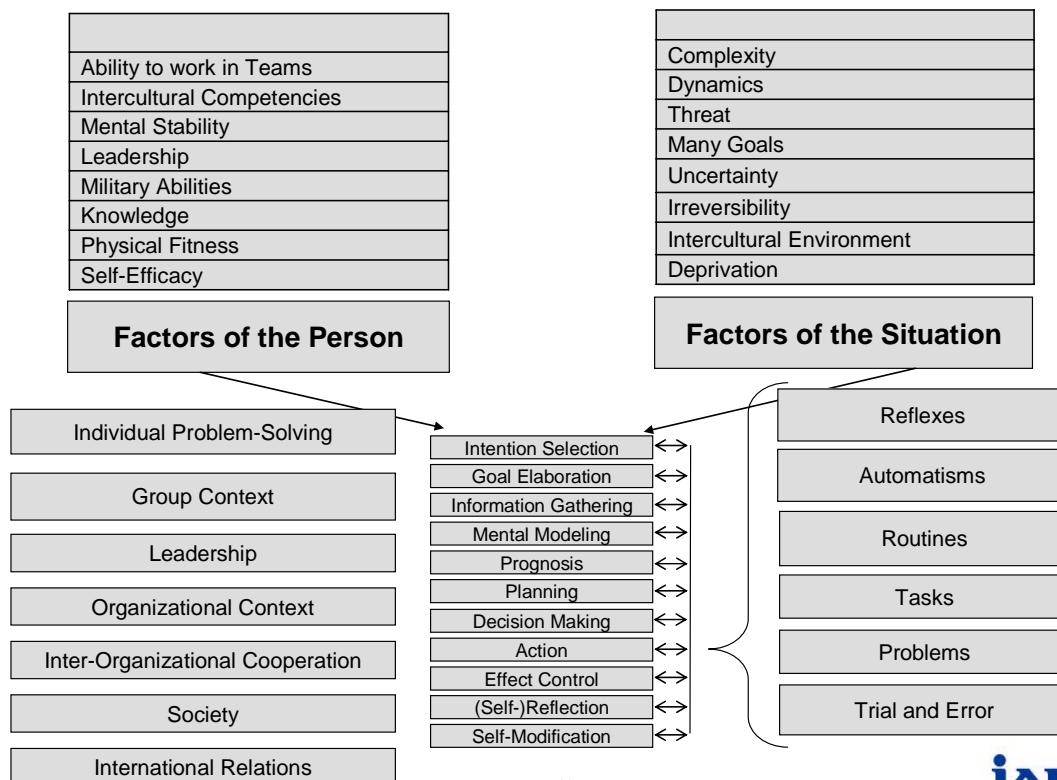 Ability to work in Teams
Intercultural Competencies
Mental Stability
Leadership
Military Abilities
Knowledge
Physical Fitness
Self-Efficacy
Factors of the Person
Complexity
Dynamics
Threat
Many Goals
Uncertainty
Irreversibility
Intercultural Environment
Deprivation
Factors of the Situation
Individual Problem-Solving
Group Context
Leadership
Organizational Context
Inter-Organizational Cooperation
Society
International Relations
Intention Selection
Goal Elaboration
Information Gathering
Mental Modeling
Prognosis
Planning
Decision Making
Action
Effect Control
(Self-)Reflection
Self-Modification
Reflexes
Automatisms
Routines
Tasks
Problems
Trial and Error